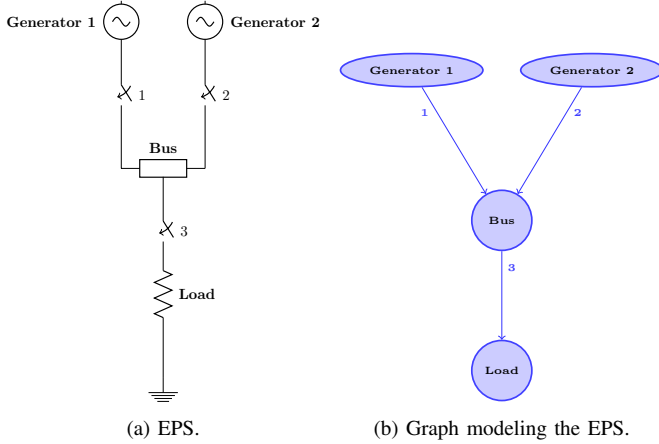 Generator 1
Generator 2
1
2
Bus
3
Load
(a) EPS.
Generator 1
Generator 2
1
2
Bus
3
Load
(b) Graph modeling the EPS.